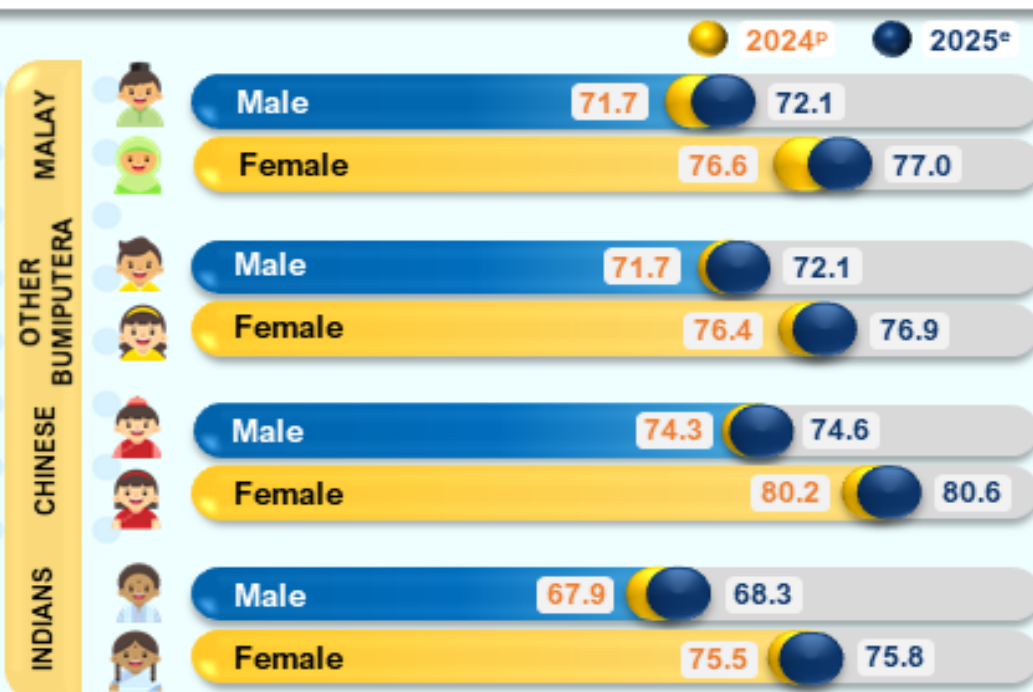 2024ᵖ 2025ᵉ
MALAY
Male 71.7 72.1
Female 76.6 77.0
OTHER
BUMIPUTERA
Male 71.7 72.1
Female 76.4 76.9
CHINESE
Male 74.3 74.6
Female 80.2 80.6
INDIANS
Male 67.9 68.3
Female 75.5 75.8